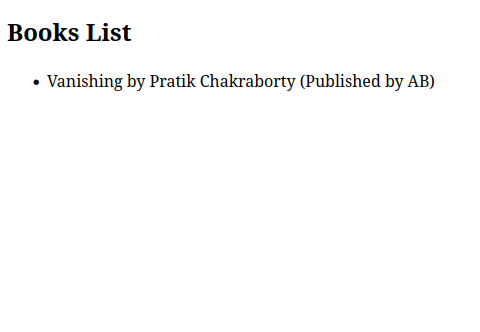 Books List
• Vanishing by Pratik Chakraborty (Published by AB)